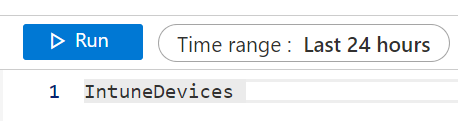 Run
Time range : Last 24 hours
1 IntuneDevices